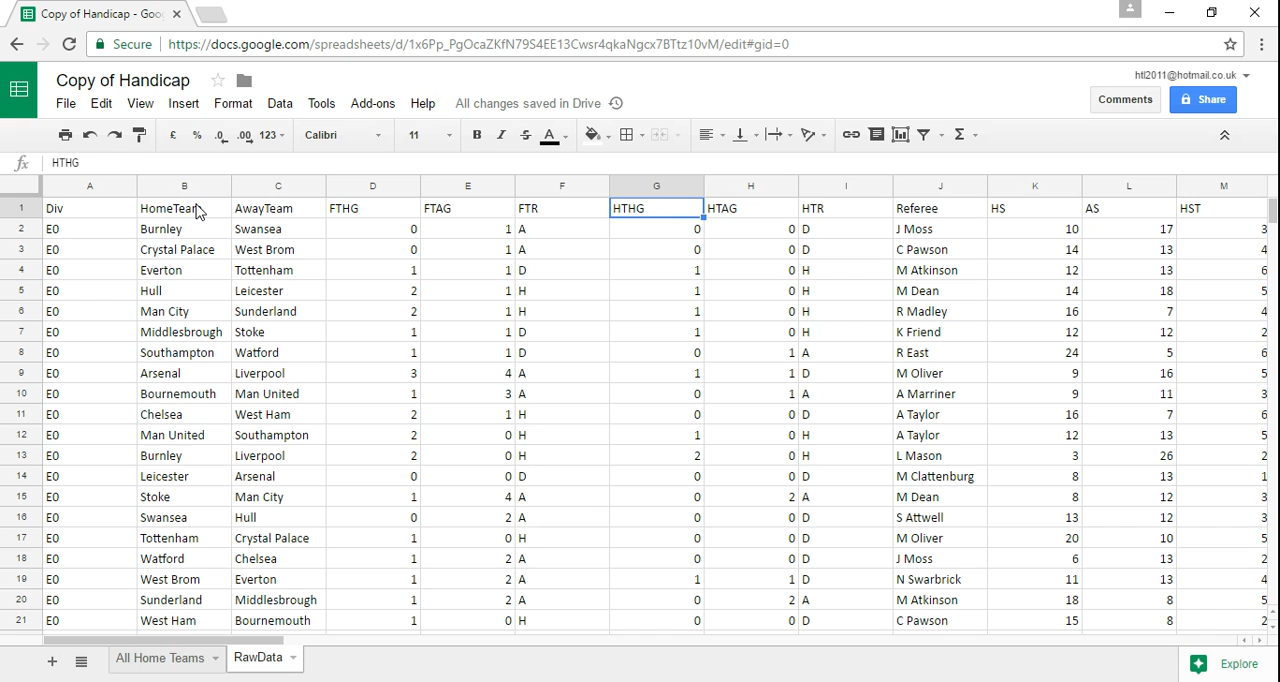 Copy of Handicap - Goo
Secure https://docs.google.com/spreadsheets/d/1x6Pp_PgOcaZKfN79S4EE13Cwsr4qkaNgcx7BTtz10vM/edit#gid=0
Copy of Handicap
htl2011@hotmail.co.uk
File Edit View Insert Format Data Tools Add-ons Help All changes saved in Drive
Comments Share
£ % .0 .00 123 Calibri 11 B I S A Σ
fx HTHG
A B C D E F G H I J K L M
1 Div HomeTeam AwayTeam FTHG FTAG FTR HTHG HTAG HTR Referee HS AS HST
2 E0 Burnley Swansea 0 1 A 0 0 D J Moss 10 17 3
3 E0 Crystal Palace West Brom 0 1 A 0 0 D C Pawson 14 13 4
4 E0 Everton Tottenham 1 1 D 1 0 H M Atkinson 12 13 6
5 E0 Hull Leicester 2 1 H 1 0 H M Dean 14 18 5
6 E0 Man City Sunderland 2 1 H 1 0 H R Madley 16 7 4
7 E0 Middlesbrough Stoke 1 1 D 1 0 H K Friend 12 12 2
8 E0 Southampton Watford 1 1 D 0 1 A R East 24 5 6
9 E0 Arsenal Liverpool 3 4 A 1 1 D M Oliver 9 16 5
10 E0 Bournemouth Man United 1 3 A 0 1 A A Marriner 9 11 3
11 E0 Chelsea West Ham 2 1 H 0 0 D A Taylor 16 7 6
12 E0 Man United Southampton 2 0 H 1 0 H A Taylor 12 13 5
13 E0 Burnley Liverpool 2 0 H 2 0 H L Mason 3 26 2
14 E0 Leicester Arsenal 0 0 D 0 0 D M Clattenburg 8 13 1
15 E0 Stoke Man City 1 4 A 0 2 A M Dean 8 12 3
16 E0 Swansea Hull 0 2 A 0 0 D S Attwell 13 12 3
17 E0 Tottenham Crystal Palace 1 0 H 0 0 D M Oliver 20 10 5
18 E0 Watford Chelsea 1 2 A 0 0 D J Moss 6 13 2
19 E0 West Brom Everton 1 2 A 1 1 D N Swarbrick 11 13 4
20 E0 Sunderland Middlesbrough 1 2 A 0 2 A M Atkinson 18 8 5
21 E0 West Ham Bournemouth 1 0 H 0 0 D C Pawson 15 8 2
All Home Teams RawData Explore